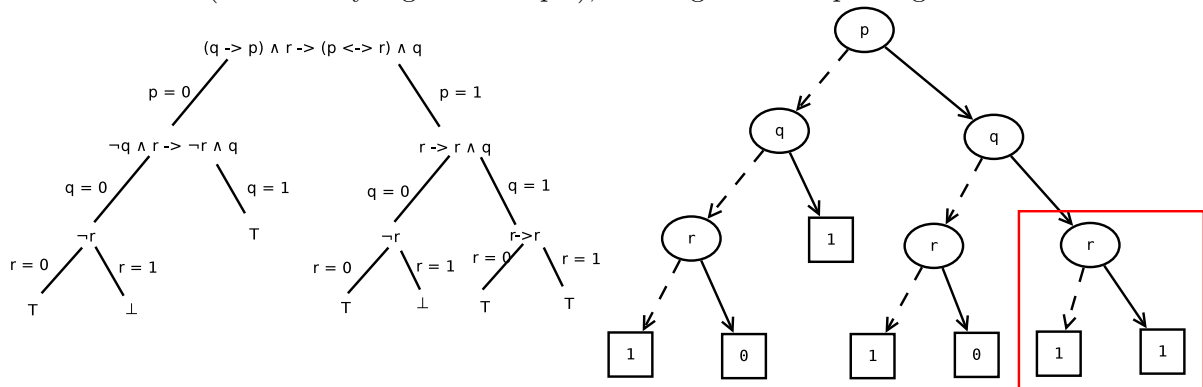 (q -> p) ∧ r -> (p <-> r) ∧ q
p
p = 0
p = 1
q
q
¬q ∧ r -> ¬r ∧ q
r -> r ∧ q
q = 0
q = 1
q = 0
q = 1
¬r
T
¬r
r->r
r
1
r
r
r = 0
r = 1
r = 0
r = 1
r = 0
r = 1
T
⊥
T
⊥
T
T
1
0
1
0
1
1